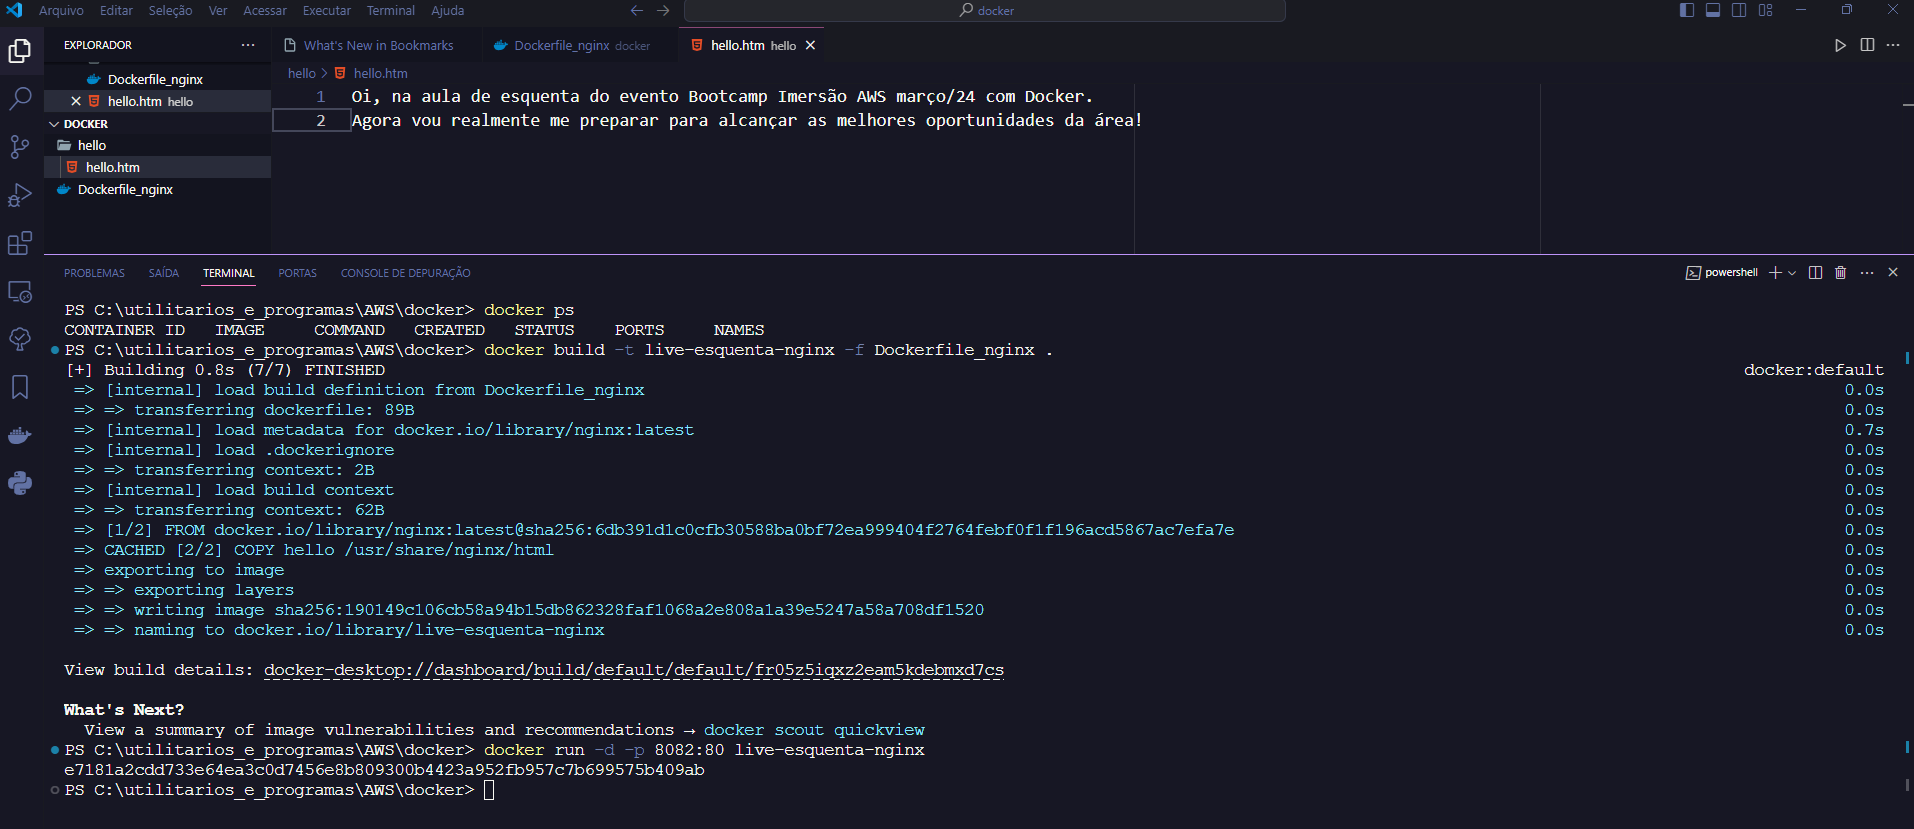 Arquivo Editar Seleção Ver Acessar Executar Terminal Ajuda
docker
EXPLORADOR
Dockerfile_nginx
hello.htm hello
DOCKER
hello
hello.htm
Dockerfile_nginx
What's New in Bookmarks
Dockerfile_nginx docker
hello.htm hello
hello > hello.htm
1 Oi, na aula de esquenta do evento Bootcamp Imersão AWS março/24 com Docker.
2 Agora vou realmente me preparar para alcançar as melhores oportunidades da área!
PROBLEMAS SAÍDA TERMINAL PORTAS CONSOLE DE DEPURAÇÃO
powershell
PS C:\utilitarios_e_programas\AWS\docker> docker ps
CONTAINER ID IMAGE COMMAND CREATED STATUS PORTS NAMES
PS C:\utilitarios_e_programas\AWS\docker> docker build -t live-esquenta-nginx -f Dockerfile_nginx .
[+] Building 0.8s (7/7) FINISHED docker:default
=> [internal] load build definition from Dockerfile_nginx 0.0s
=> => transferring dockerfile: 89B 0.0s
=> [internal] load metadata for docker.io/library/nginx:latest 0.7s
=> [internal] load .dockerignore 0.0s
=> => transferring context: 2B 0.0s
=> [internal] load build context 0.0s
=> => transferring context: 62B 0.0s
=> [1/2] FROM docker.io/library/nginx:latest@sha256:6db391d1c0cfb30588ba0bf72ea999404f2764febf0f1f196acd5867ac7efa7e 0.0s
=> CACHED [2/2] COPY hello /usr/share/nginx/html 0.0s
=> exporting to image 0.0s
=> => exporting layers 0.0s
=> => writing image sha256:190149c106cb58a94b15db862328faf1068a2e808a1a39e5247a58a708df1520 0.0s
=> => naming to docker.io/library/live-esquenta-nginx 0.0s
View build details: docker-desktop://dashboard/build/default/default/fr05z5iqxz2eam5kdebmxd7cs
What's Next?
View a summary of image vulnerabilities and recommendations → docker scout quickview
PS C:\utilitarios_e_programas\AWS\docker> docker run -d -p 8082:80 live-esquenta-nginx
e7181a2cdd733e64ea3c0d7456e8b809300b4423a952fb957c7b699575b409ab
PS C:\utilitarios_e_programas\AWS\docker>